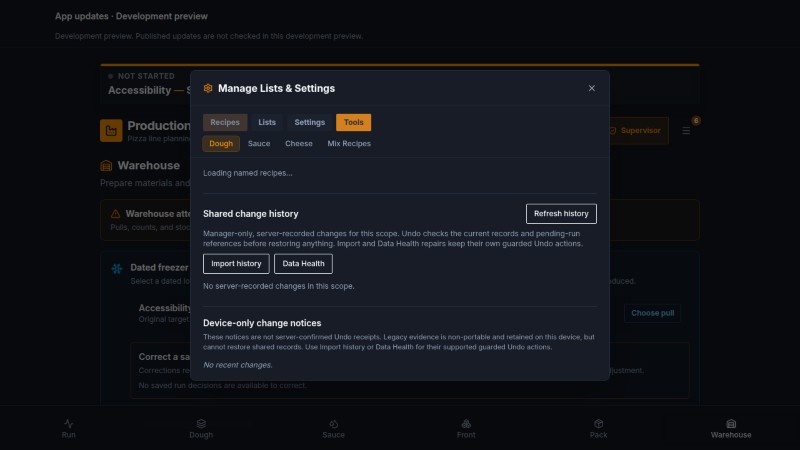 App updates · Development preview
Development preview. Published updates are not checked in this development preview.
NOT STARTED
Accessibility — S
Manage Lists & Settings
Recipes
Lists
Settings
Tools
Dough
Sauce
Cheese
Mix Recipes
Loading named recipes...
Shared change history
Refresh history
Manager-only, server-recorded changes for this scope. Undo checks the current records and pending-run
references before restoring anything. Import and Data Health repairs keep their own guarded Undo actions.
Import history
Data Health
No server-recorded changes in this scope.
Device-only change notices
These notices are not server-confirmed Undo receipts. Legacy evidence is non-portable and retained on this device, but
cannot restore shared records. Use Import history or Data Health for their supported guarded Undo actions.
No recent changes.
Production
Pizza line planning
Supervisor
6
Warehouse
Prepare materials and
Warehouse atte
Pulls, counts, and stoc
Dated freezer
Select a dated lo
duced.
Accessibility
Original target
Choose pull
Correct a sa
Corrections re
djustment.
No saved run decisions are available to correct.
Run
Dough
Sauce
Front
Pack
Warehouse